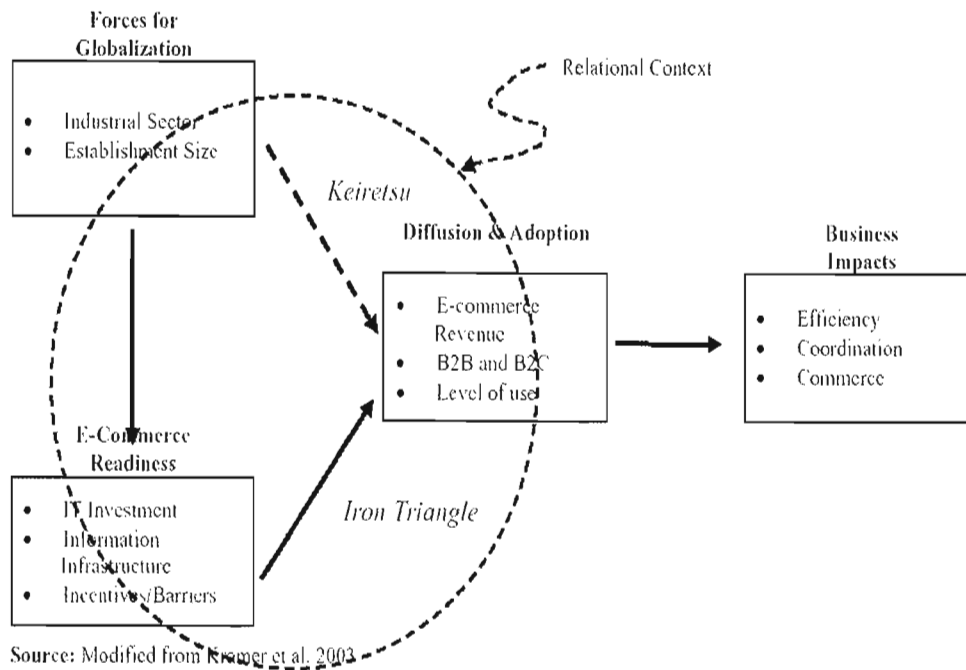 Forces for
Globalization
Relational Context
• Industrial Sector
• Establishment Size
Keiretsu
Diffusion & Adoption
Business
Impacts
• E-commerce
Revenue
• B2B and B2C
• Level of use
• Efficiency
• Coordination
• Commerce
E-Commerce
Readiness
• IT Investment
• Information
Infrastructure
• Incentives/Barriers
Iron Triangle
Source: Modified from Kramer et al. 2003